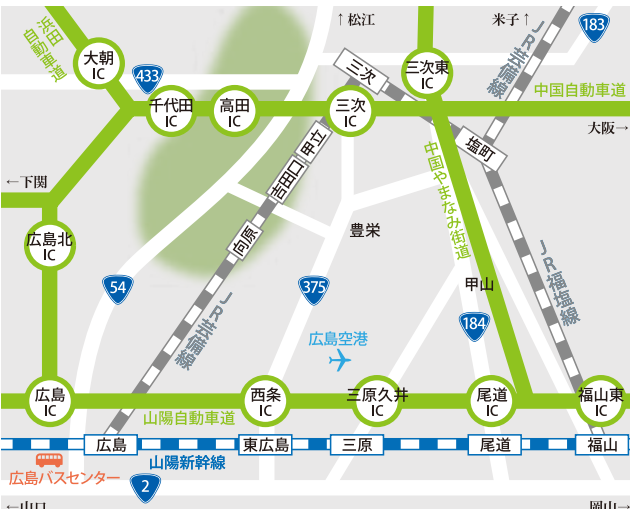 ↑松江
米子↑
183
浜田
自動車道
JR芸備線
大朝
IC
433
三次
三次東
IC
千代田
IC
高田
IC
三次
IC
中国自動車道
大阪→
甲立
塩町
吉田口
←下関
中国やまなみ街道
広島北
IC
向原
豊栄
JR福塩線
54
375
甲山
JR芸備線
184
広島空港
広島
IC
西条
IC
三原久井
IC
尾道
IC
福山東
IC
山陽自動車道
広島
東広島
三原
尾道
福山
山陽新幹線
広島バスセンター
2
←山口
岡山→